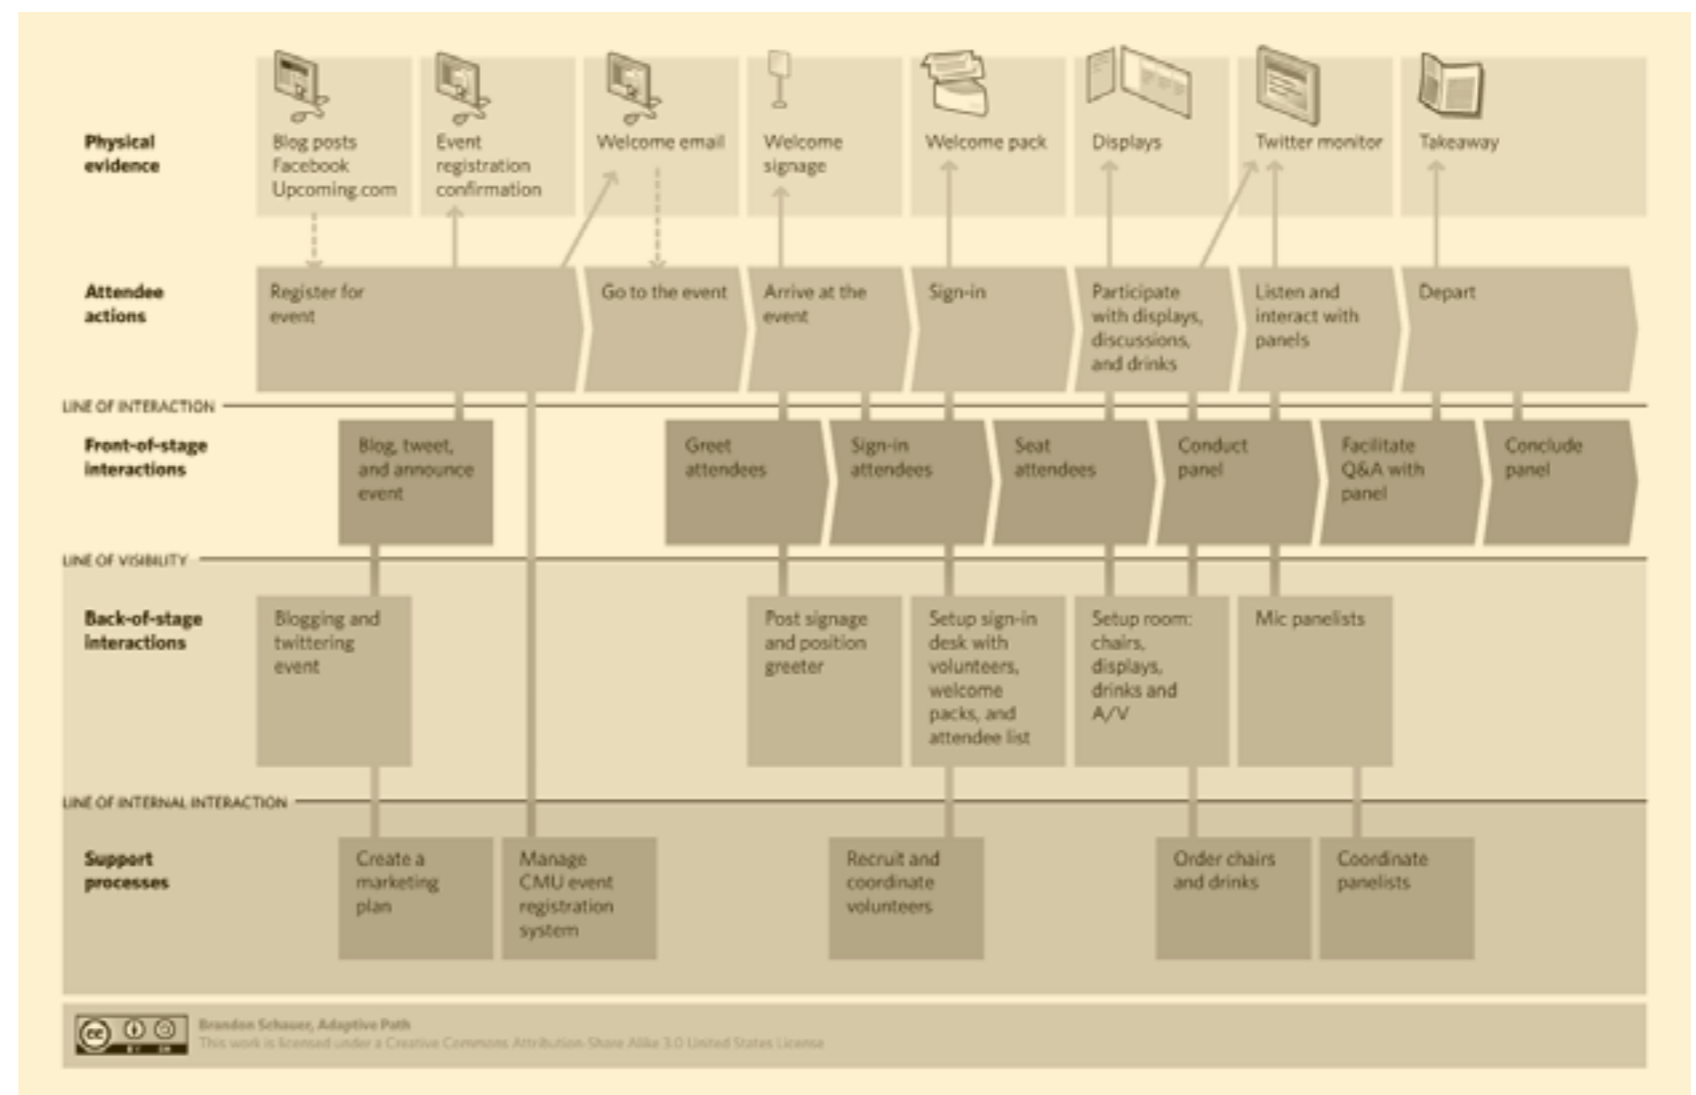 Physical
evidence
Blog posts
Facebook
Upcoming.com
Event
registration
confirmation
Welcome email
Welcome
signage
Welcome pack
Displays
Twitter monitor
Takeaway
Attendee
actions
Register for
event
Go to the event
Arrive at the
event
Sign-in
Participate
with displays,
discussions,
and drinks
Listen and
interact with
panels
Depart
LINE OF INTERACTION
Front-of-stage
interactions
Blog, tweet,
and announce
event
Greet
attendees
Sign-in
attendees
Seat
attendees
Conduct
panel
Facilitate
Q&A with
panel
Conclude
panel
LINE OF VISIBILITY
Back-of-stage
interactions
Blogging and
twittering
event
Post signage
and position
greeter
Setup sign-in
desk with
volunteers,
welcome
packs, and
attendee list
Setup room:
chairs,
displays,
drinks and
A/V
Mic panelists
LINE OF INTERNAL INTERACTION
Support
processes
Create a
marketing
plan
Manage
CMU event
registration
system
Recruit and
coordinate
volunteers
Order chairs
and drinks
Coordinate
panelists
cc
Brandon Schauer, Adaptive Path
This work is licensed under a Creative Commons Attribution-Share Alike 3.0 United States License